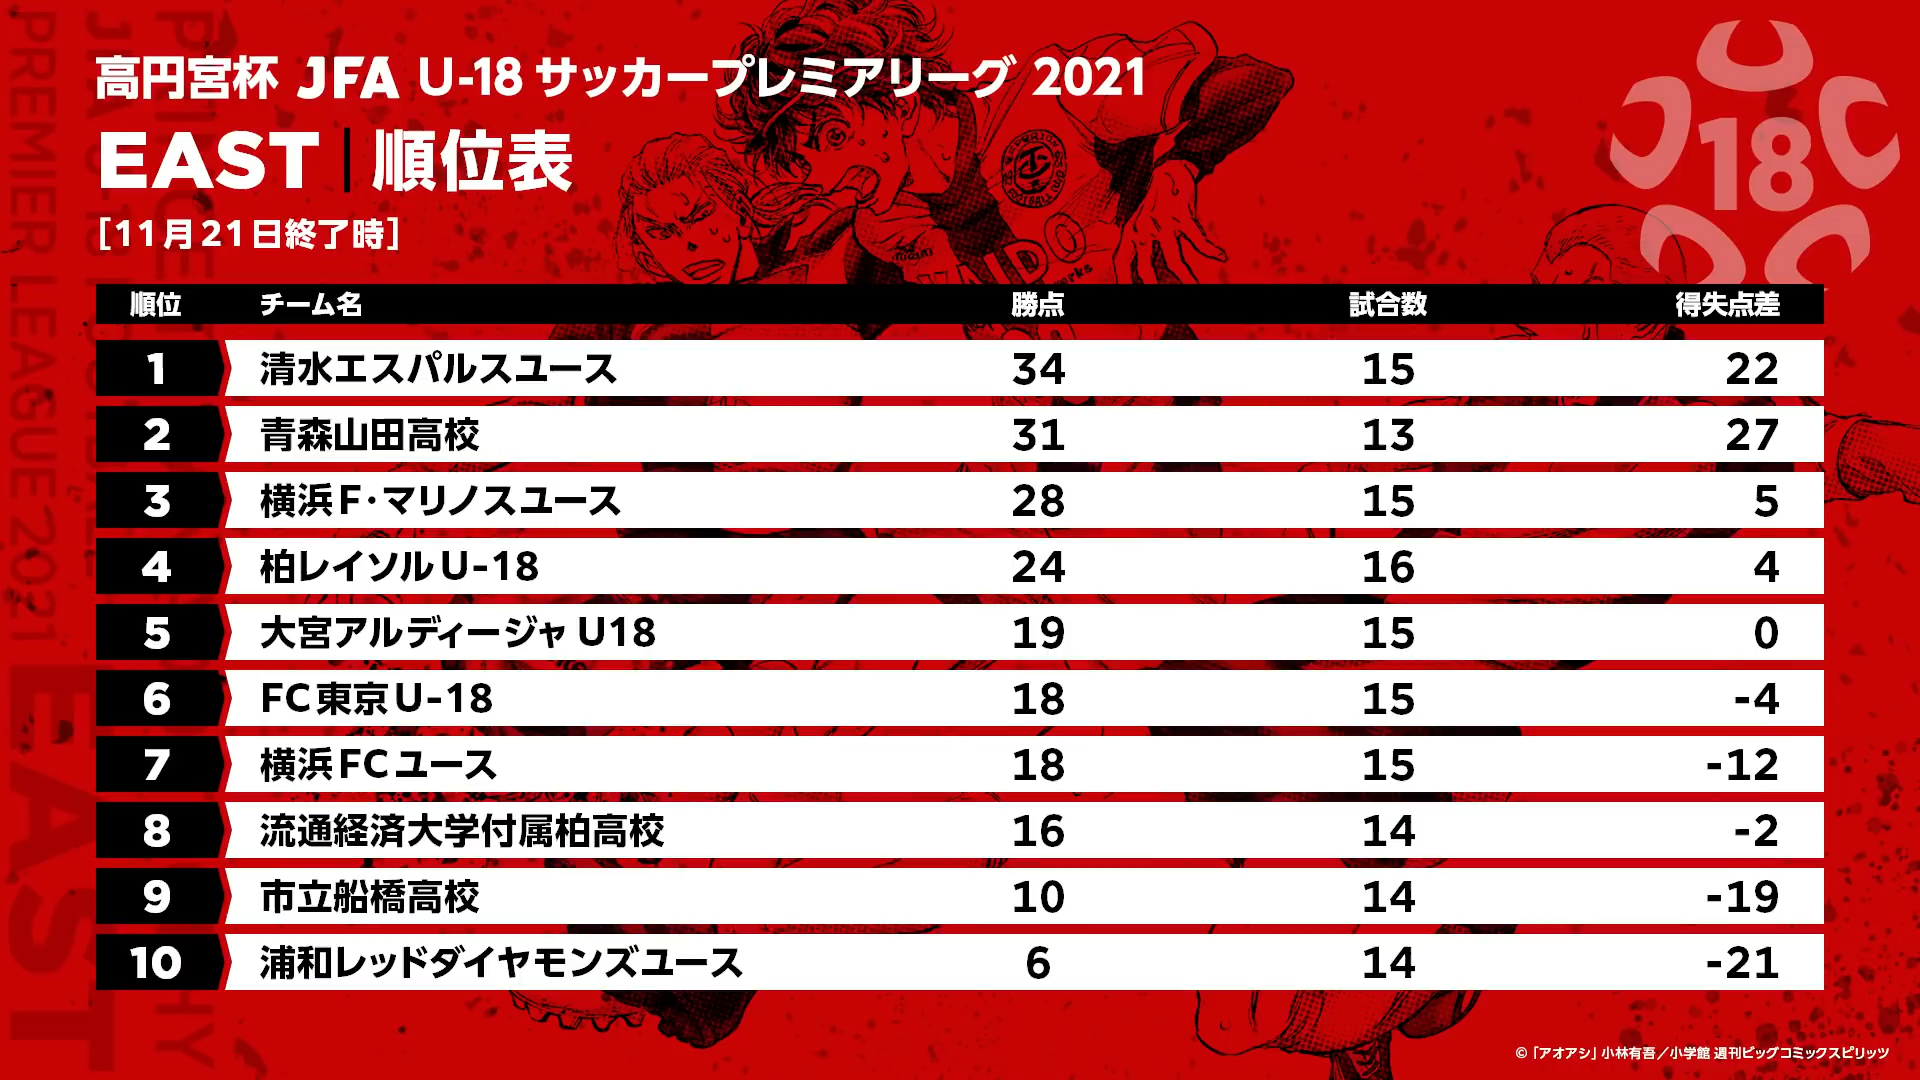 高円宮杯 JFA U-18 サッカープレミアリーグ 2021
EAST 順位表
[11月21日終了時]
18
順位 チーム名 勝点 試合数 得失点差
1 清水エスパルスユース 34 15 22
2 青森山田高校 31 13 27
3 横浜F・マリノスユース 28 15 5
4 柏レイソルU-18 24 16 4
5 大宮アルディージャ U18 19 15 0
6 FC東京U-18 18 15 -4
7 横浜FCユース 18 15 -12
8 流通経済大学付属柏高校 16 14 -2
9 市立船橋高校 10 14 -19
10 浦和レッドダイヤモンズユース 6 14 -21
PREMIER LEAGUE 2021 EAST
©「アオアシ」小林有吾／小学館 週刊ビッグコミックスピリッツ